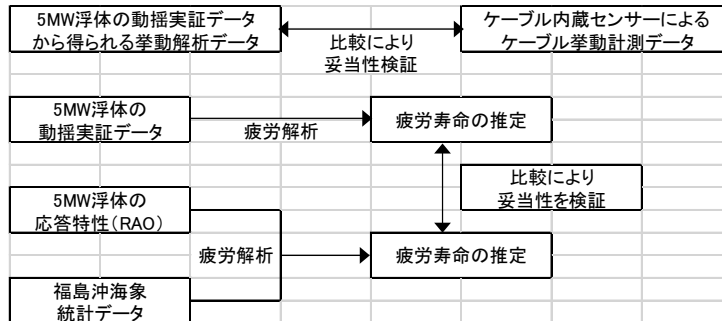 5MW浮体の動揺実証データ
から得られる挙動解析データ
比較により
妥当性検証
ケーブル内蔵センサーによる
ケーブル挙動計測データ
5MW浮体の
動揺実証データ
疲労解析
疲労寿命の推定
比較により
妥当性を検証
5MW浮体の
応答特性(RAO)
疲労解析
疲労寿命の推定
福島沖海象
統計データ